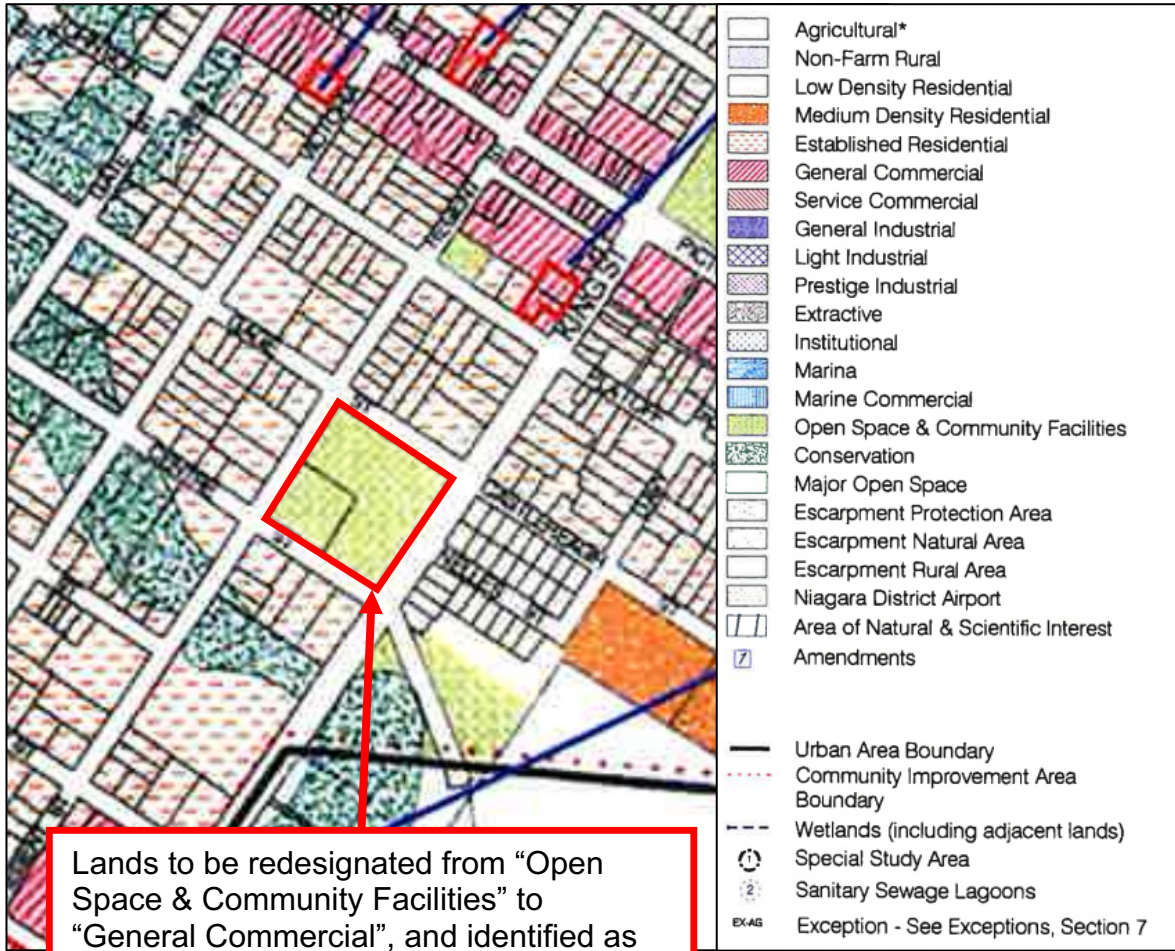 Agricultural*
Non-Farm Rural
Low Density Residential
Medium Density Residential
Established Residential
General Commercial
Service Commercial
General Industrial
Light Industrial
Prestige Industrial
Extractive
Institutional
Marina
Marine Commercial
Open Space & Community Facilities
Conservation
Major Open Space
Escarpment Protection Area
Escarpment Natural Area
Escarpment Rural Area
Niagara District Airport
Area of Natural & Scientific Interest
7 Amendments
Urban Area Boundary
Community Improvement Area
Boundary
Wetlands (including adjacent lands)
1 Special Study Area
2 Sanitary Sewage Lagoons
EX-AG Exception - See Exceptions, Section 7
KING ST
Lands to be redesignated from “Open
Space & Community Facilities” to
“General Commercial”, and identified as